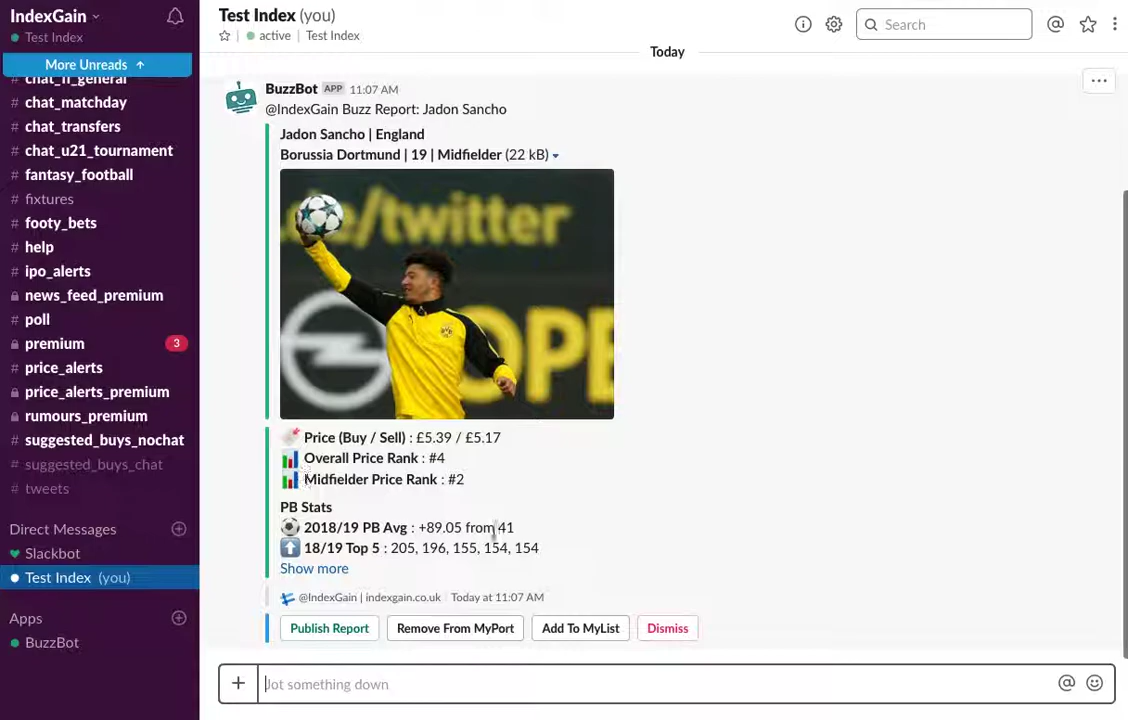 IndexGain
Test Index
More Unreads ↑
# chat_matchday
# chat_transfers
# chat_u21_tournament
# fantasy_football
# fixtures
# footy_bets
# help
# ipo_alerts
news_feed_premium
# poll
premium 3
# price_alerts
price_alerts_premium
rumours_premium
# suggested_buys_nochat
# suggested_buys_chat
# tweets
Direct Messages
Slackbot
Test Index (you)
Apps
BuzzBot
Test Index (you)
active | Test Index
Search
Today
BuzzBot APP 11:07 AM
@IndexGain Buzz Report: Jadon Sancho
Jadon Sancho | England
Borussia Dortmund | 19 | Midfielder (22 kB)
.de/twitter
OPE
Price (Buy / Sell) : £5.39 / £5.17
Overall Price Rank : #4
Midfielder Price Rank : #2
PB Stats
2018/19 PB Avg : +89.05 from 41
18/19 Top 5 : 205, 196, 155, 154, 154
Show more
@IndexGain | indexgain.co.uk Today at 11:07 AM
Publish Report Remove From MyPort Add To MyList Dismiss
Jot something down